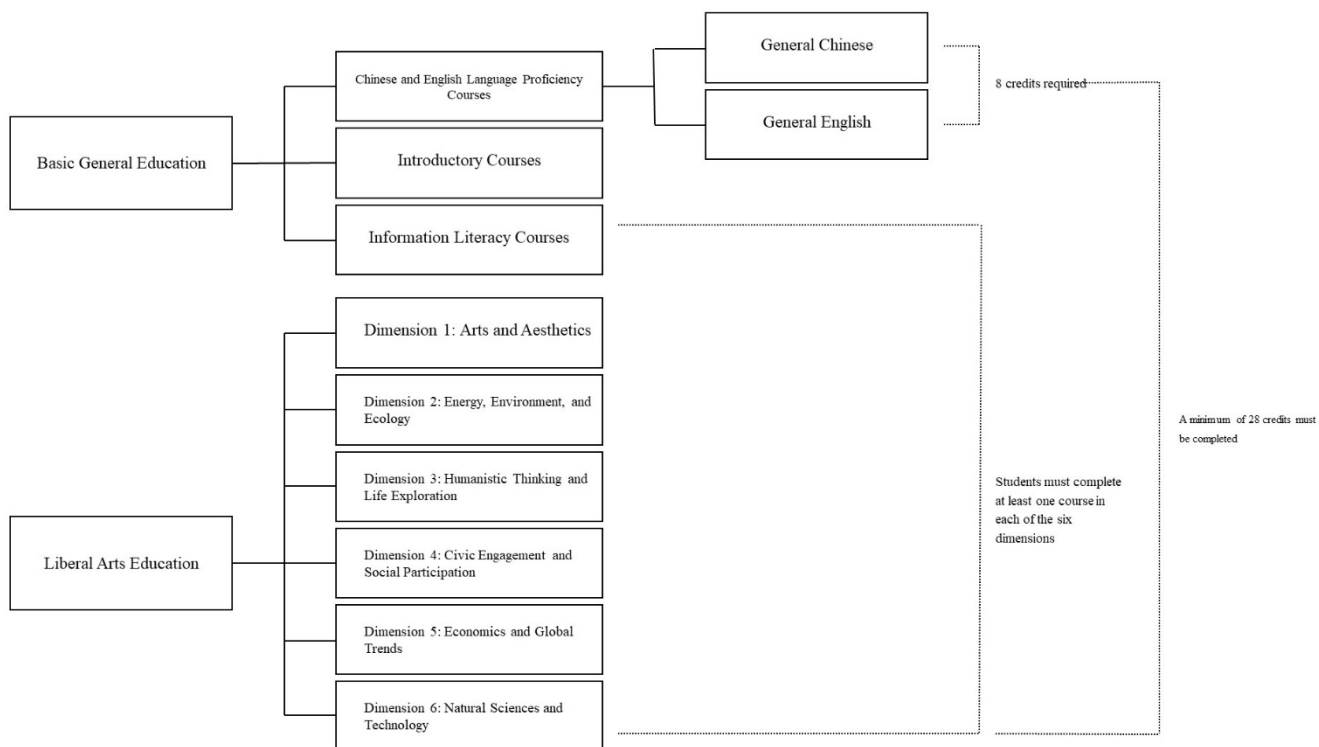 General Chinese
Chinese and English Language Proficiency
Courses
8 credits required
General English
Basic General Education
Introductory Courses
Information Literacy Courses
Dimension 1: Arts and Aesthetics
Dimension 2: Energy, Environment, and
Ecology
A minimum of 28 credits must
be completed
Dimension 3: Humanistic Thinking and
Life Exploration
Students must complete
at least one course in
each of the six
dimensions
Liberal Arts Education
Dimension 4: Civic Engagement and
Social Participation
Dimension 5: Economics and Global
Trends
Dimension 6: Natural Sciences and
Technology